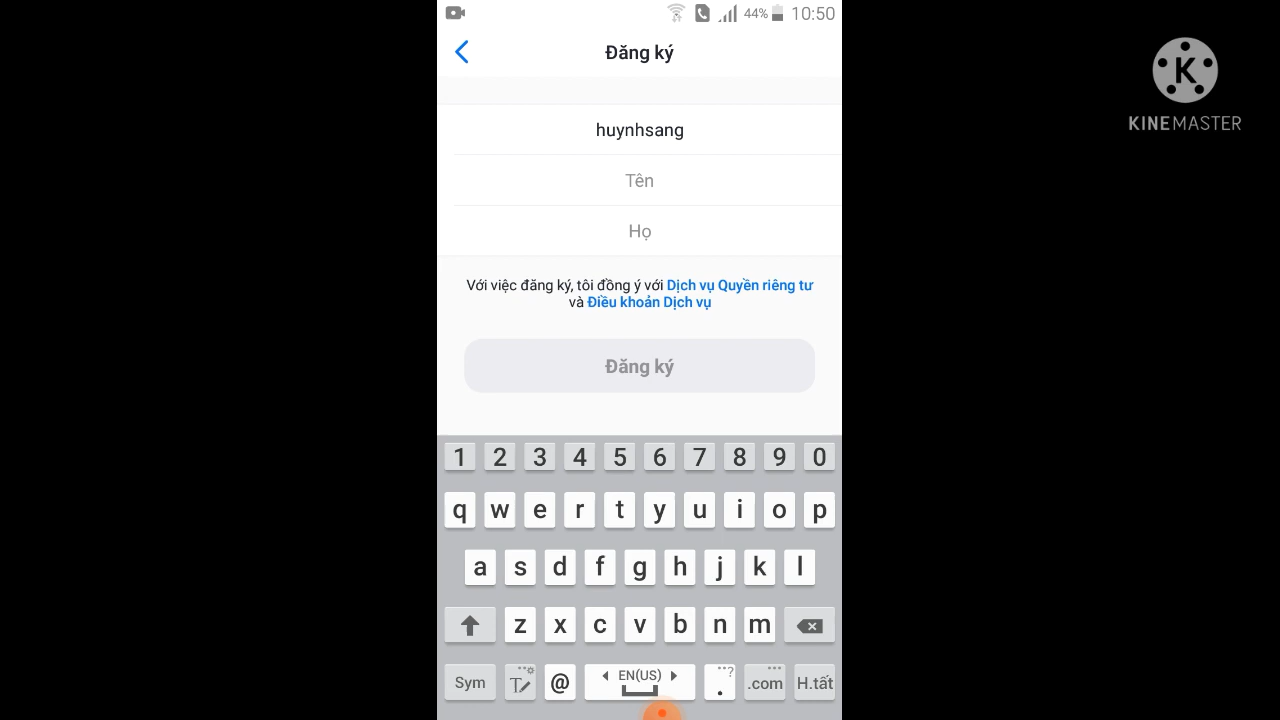 44% 10:50
Đăng ký
K
KINEMASTER
huynhsang
Tên
Họ
Với việc đăng ký, tôi đồng ý với Dịch vụ Quyền riêng tư
và Điều khoản Dịch vụ
Đăng ký
1 2 3 4 5 6 7 8 9 0
q w e r t y u i o p
a s d f g h j k l
z x c v b n m
Sym T @ EN(US) . ? .com H.tất